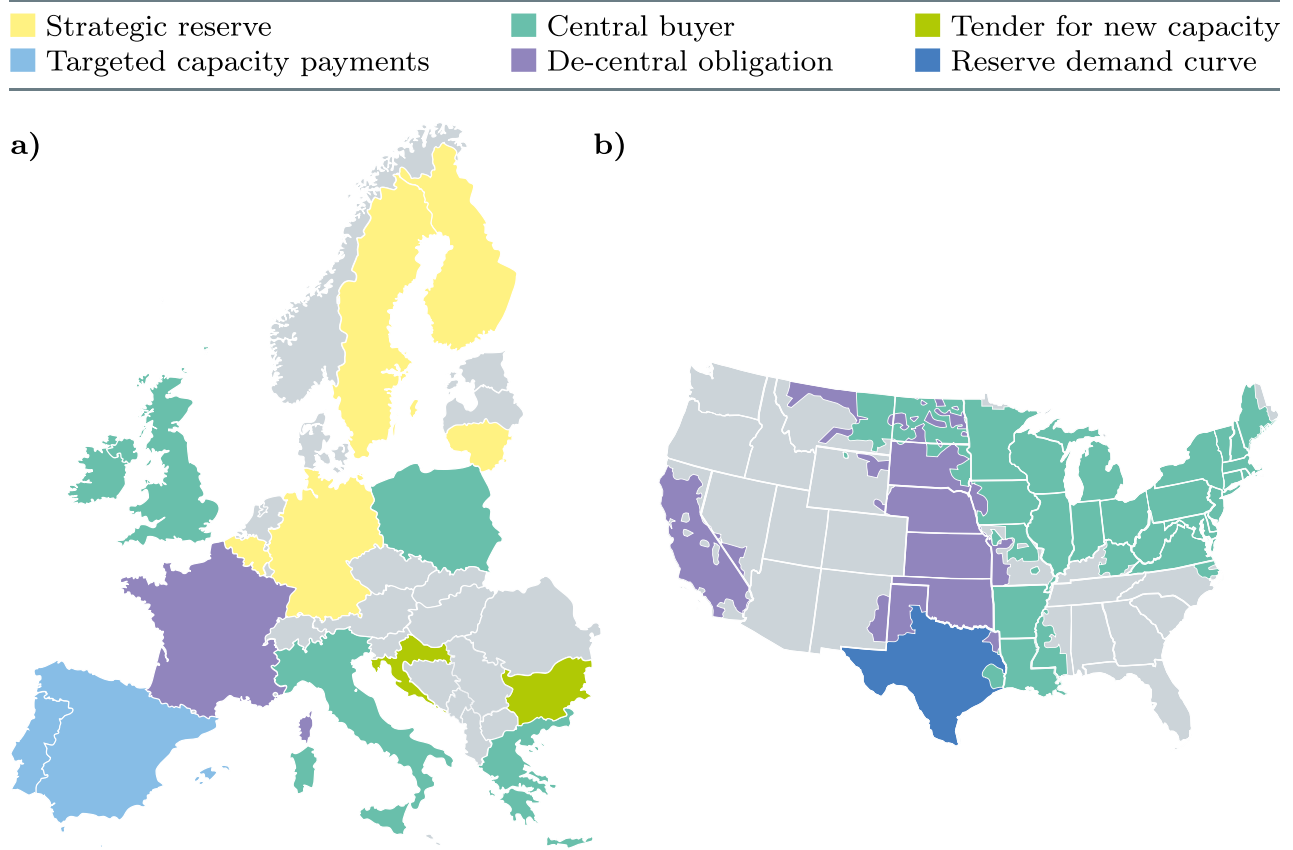 Strategic reserve
Central buyer
Tender for new capacity
Targeted capacity payments
De-central obligation
Reserve demand curve
a)
b)